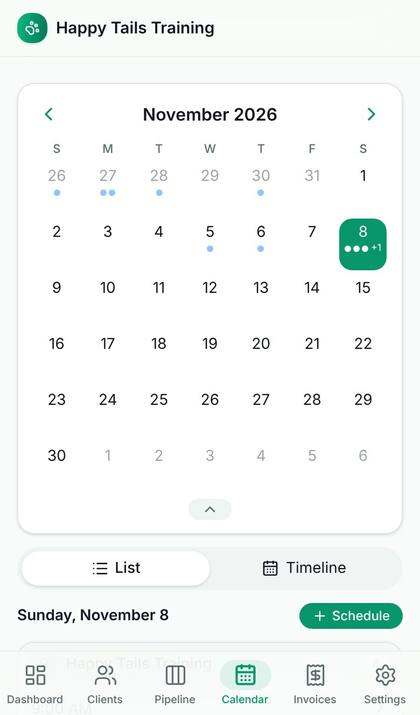 Happy Tails Training
November 2026
S M T W T F S
26 27 28 29 30 31 1
2 3 4 5 6 7 8
+1
9 10 11 12 13 14 15
16 17 18 19 20 21 22
23 24 25 26 27 28 29
30 1 2 3 4 5 6
List Timeline
Sunday, November 8
+ Schedule
Happy Tails Training
Dashboard Clients Pipeline Calendar Invoices Settings
9:00 AM